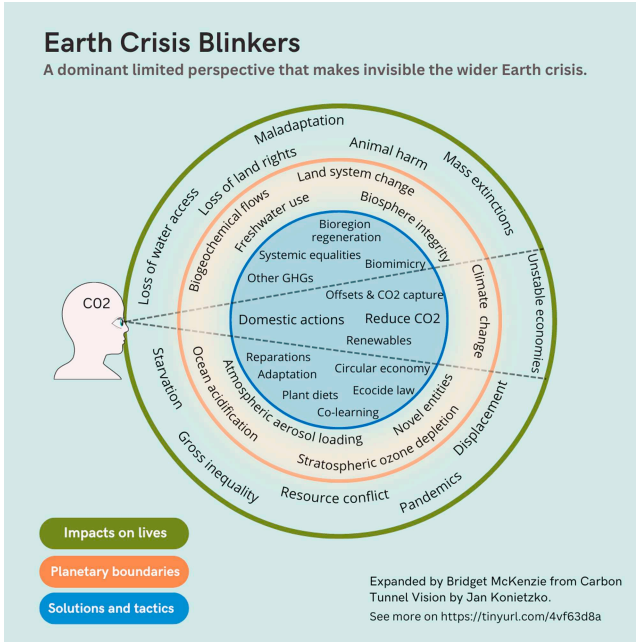 Earth Crisis Blinkers
A dominant limited perspective that makes invisible the wider Earth crisis.
Maladaptation
Animal harm
Mass extinctions
Unstable economies
Displacement
Pandemics
Resource conflict
Gross inequality
Starvation
Loss of water access
Loss of land rights
Land system change
Biosphere integrity
Climate change
Novel entities
Stratospheric ozone depletion
Atmospheric aerosol loading
Ocean acidification
Biogeochemical flows
Freshwater use
Bioregion
regeneration
Systemic equalities
Biomimicry
Other GHGs
Offsets & CO2 capture
Domestic actions
Reduce CO2
Renewables
Reparations
Circular economy
Adaptation
Plant diets
Ecocide law
Co-learning
CO2
Impacts on lives
Planetary boundaries
Solutions and tactics
Expanded by Bridget McKenzie from Carbon
Tunnel Vision by Jan Konietzko.
See more on https://tinyurl.com/4vf63d8a